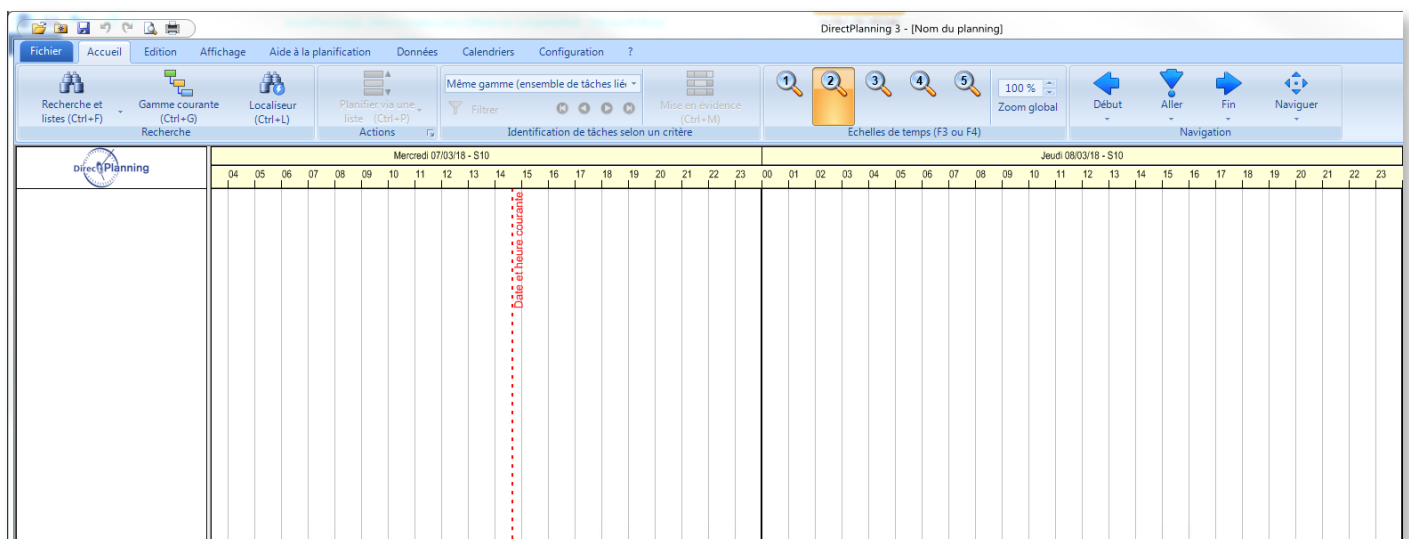 DirectPlanning 3 - [Nom du planning]
Fichier Accueil Edition Affichage Aide à la planification Données Calendriers Configuration ?
Recherche et listes (Ctrl+F)
Gamme courante (Ctrl+G)
Localiseur (Ctrl+L)
Recherche
Planifier via une liste (Ctrl+P)
Actions
Même gamme (ensemble de tâches liée
Filtrer
Mise en évidence (Ctrl+M)
Identification de tâches selon un critère
1 2 3 4 5
100 %
Zoom global
Echelles de temps (F3 ou F4)
Début Aller Fin Naviguer
Navigation
DirectPlanning
Mercredi 07/03/18 - S10 Jeudi 08/03/18 - S10
04 05 06 07 08 09 10 11 12 13 14 15 16 17 18 19 20 21 22 23 00 01 02 03 04 05 06 07 08 09 10 11 12 13 14 15 16 17 18 19 20 21 22 23
Date et heure courante